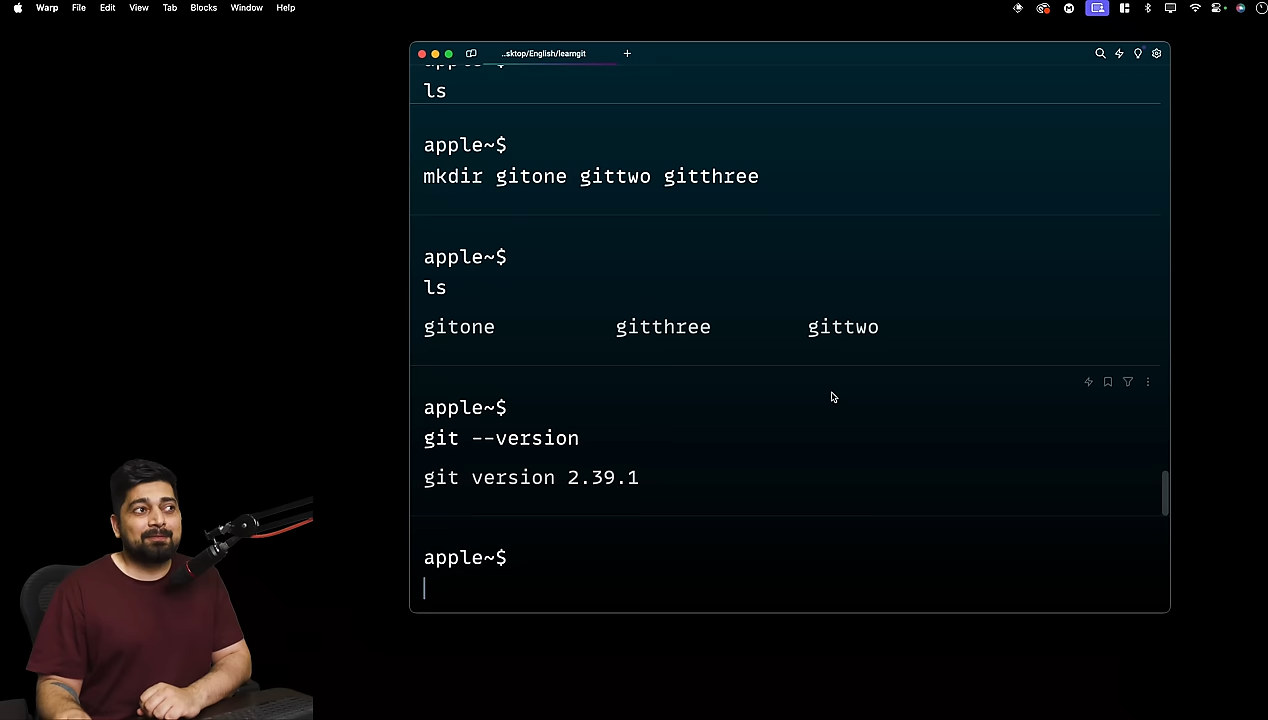 Warp File Edit View Tab Blocks Window Help
..sktop/English/learngit
ls
apple~$
mkdir gitone gittwo gitthree
apple~$
ls
gitone gitthree gittwo
apple~$
git --version
git version 2.39.1
apple~$